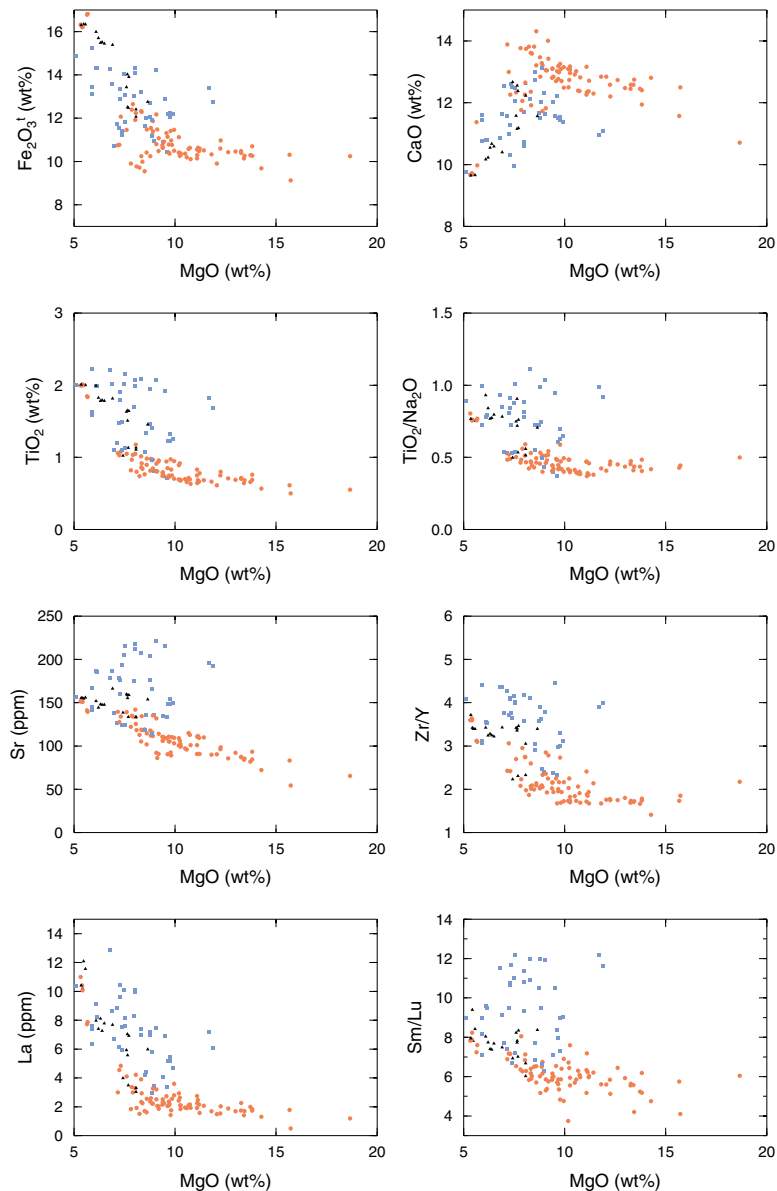 16
14
12
10
8
Fe₂O₃ᵗ (wt%)
5 10 15 20
MgO (wt%)
14
12
10
8
CaO (wt%)
5 10 15 20
MgO (wt%)
3
2
1
0
TiO₂ (wt%)
5 10 15 20
MgO (wt%)
1.5
1.0
0.5
0.0
TiO₂/Na₂O
5 10 15 20
MgO (wt%)
250
200
150
100
50
0
Sr (ppm)
5 10 15 20
MgO (wt%)
6
5
4
3
2
1
Zr/Y
5 10 15 20
MgO (wt%)
14
12
10
8
6
4
2
0
La (ppm)
5 10 15 20
MgO (wt%)
14
12
10
8
6
4
Sm/Lu
5 10 15 20
MgO (wt%)